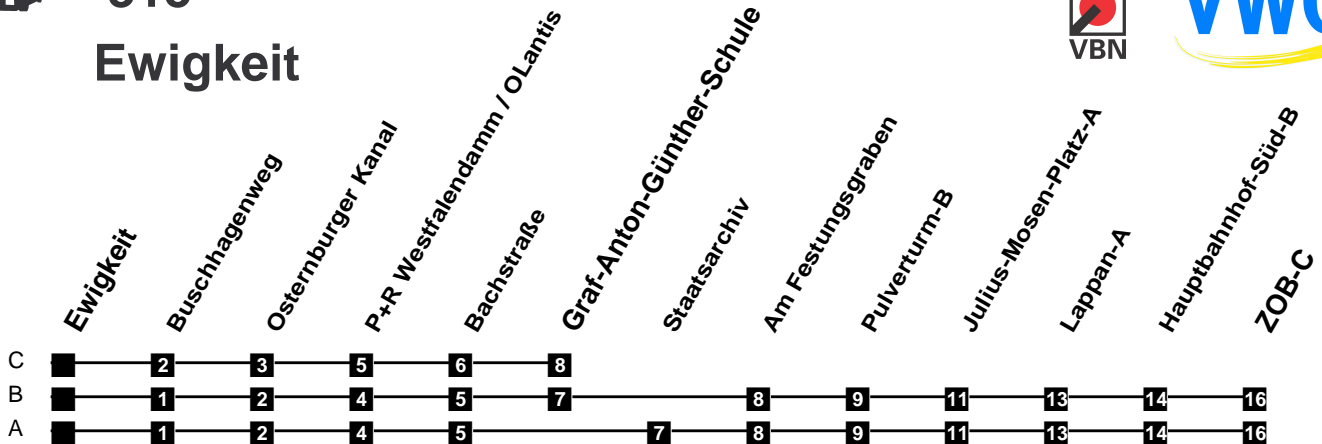 Ewigkeit
VBN
Ewigkeit
Buschhagenweg
Osternburger Kanal
P+R Westfalendamm / OLantis
Bachstraße
Graf-Anton-Günther-Schule
Staatsarchiv
Am Festungsgraben
Pulverturm-B
Julius-Mosen-Platz-A
Lappan-A
Hauptbahnhof-Süd-B
ZOB-C
C 2 3 5 6 8
B 1 2 4 5 7 8 9 11 13 14 16
A 1 2 4 5 7 8 9 11 13 14 16